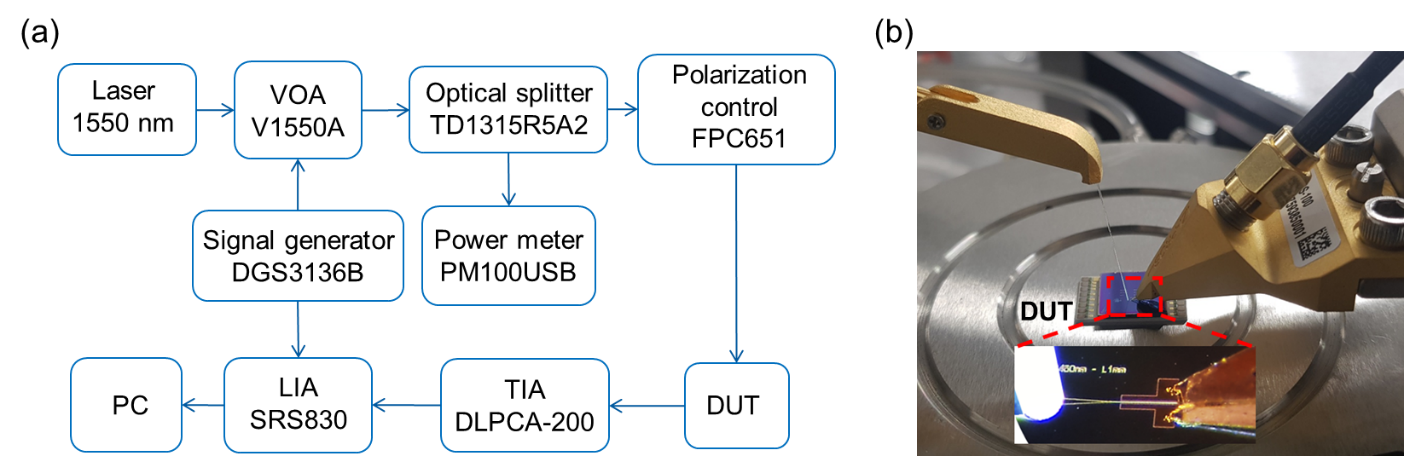 (a)
Laser
1550 nm
VOA
V1550A
Optical splitter
TD1315R5A2
Polarization
control
FPC651
Signal generator
DGS3136B
Power meter
PM100USB
PC
LIA
SRS830
TIA
DLPCA-200
DUT
(b)
DUT